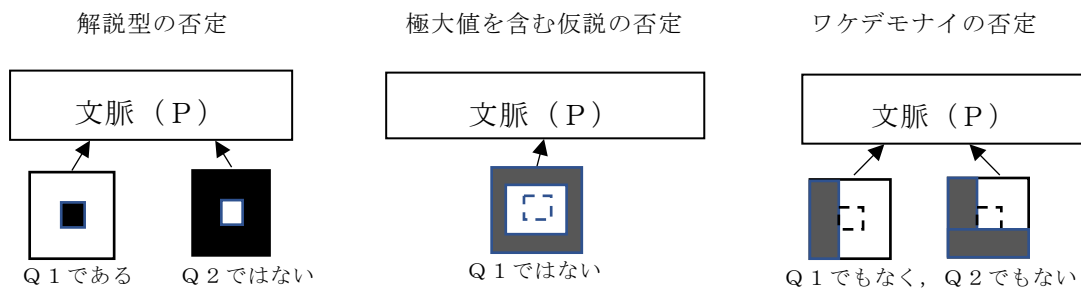 解説型の否定
極大値を含む仮説の否定
ワケデモナイの否定
文脈（Ｐ）
文脈（Ｐ）
文脈（Ｐ）
Ｑ１である
Ｑ２ではない
Ｑ１ではない
Ｑ１でもなく，Ｑ２でもない